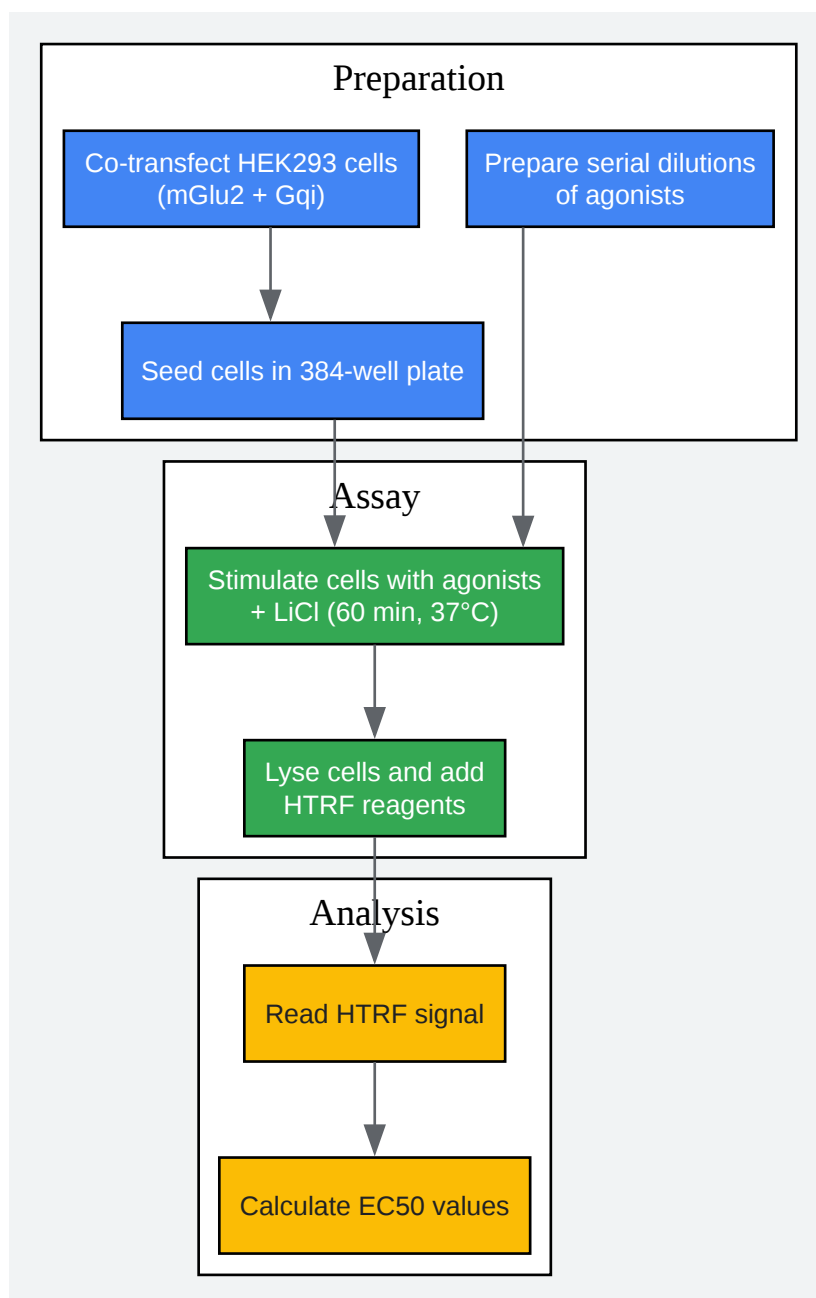 Preparation
Co-transfect HEK293 cells
(mGlu2 + Gqi)
Prepare serial dilutions
of agonists
Seed cells in 384-well plate
Assay
Stimulate cells with agonists
+ LiCl (60 min, 37°C)
Lyse cells and add
HTRF reagents
Analysis
Read HTRF signal
Calculate EC50 values